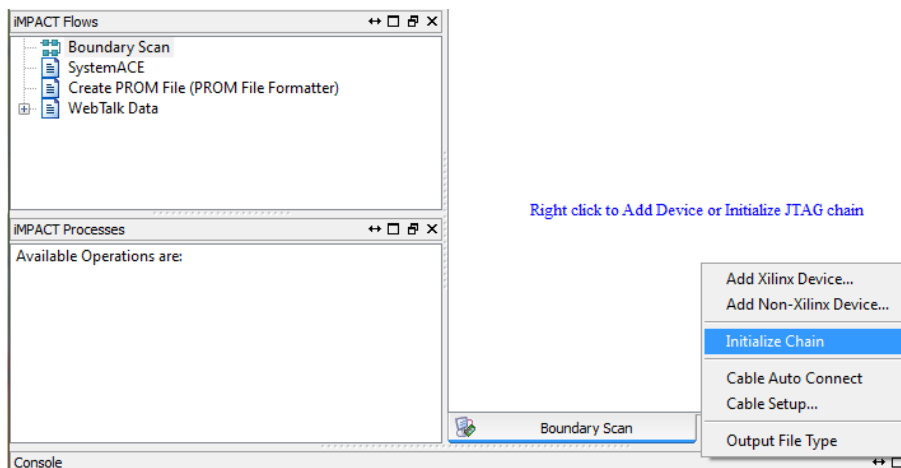 iMPACT Flows
Boundary Scan
SystemACE
Create PROM File (PROM File Formatter)
WebTalk Data
iMPACT Processes
Available Operations are:
Right click to Add Device or Initialize JTAG chain
Add Xilinx Device...
Add Non-Xilinx Device...
Initialize Chain
Cable Auto Connect
Cable Setup...
Output File Type
Boundary Scan
Console